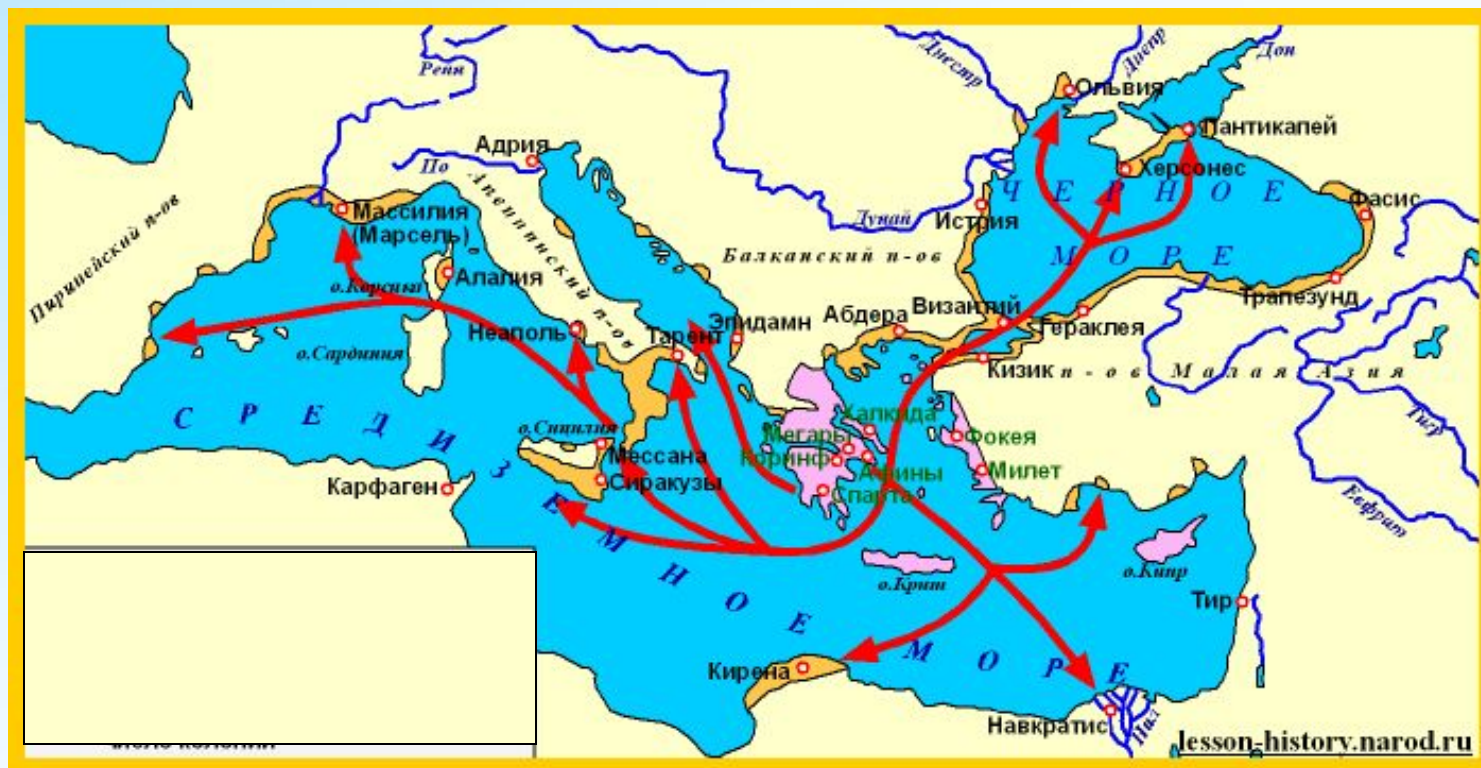 Рейн
Днестр
Днепр
Дон
Ольвия
Пантикапей
Херсонес
Адрия
По
Апеннинский п-ов
Пиринейский п-ов
Массилия
(Марсель)
Алалия
о.Корсика
Дунай
Истрия
ЧЕРНОЕ
МОРЕ
Фасис
Балканский п-ов
Трапезунд
Неаполь
Тарент
Эпидамн
Абдера
Византий
Гераклея
о.Сардиния
Кизик
п-ов Малая Азия
СРЕДИЗЕМНОЕ МОРЕ
о.Сицилия
Мессана
Сиракузы
Халкида
Мегары
Коринф
Афины
Спарта
Фокея
Милет
Тигр
Евфрат
Карфаген
о.Крит
о.Кипр
Тир
Кирена
Навкратис
Нил
lesson-history.narod.ru